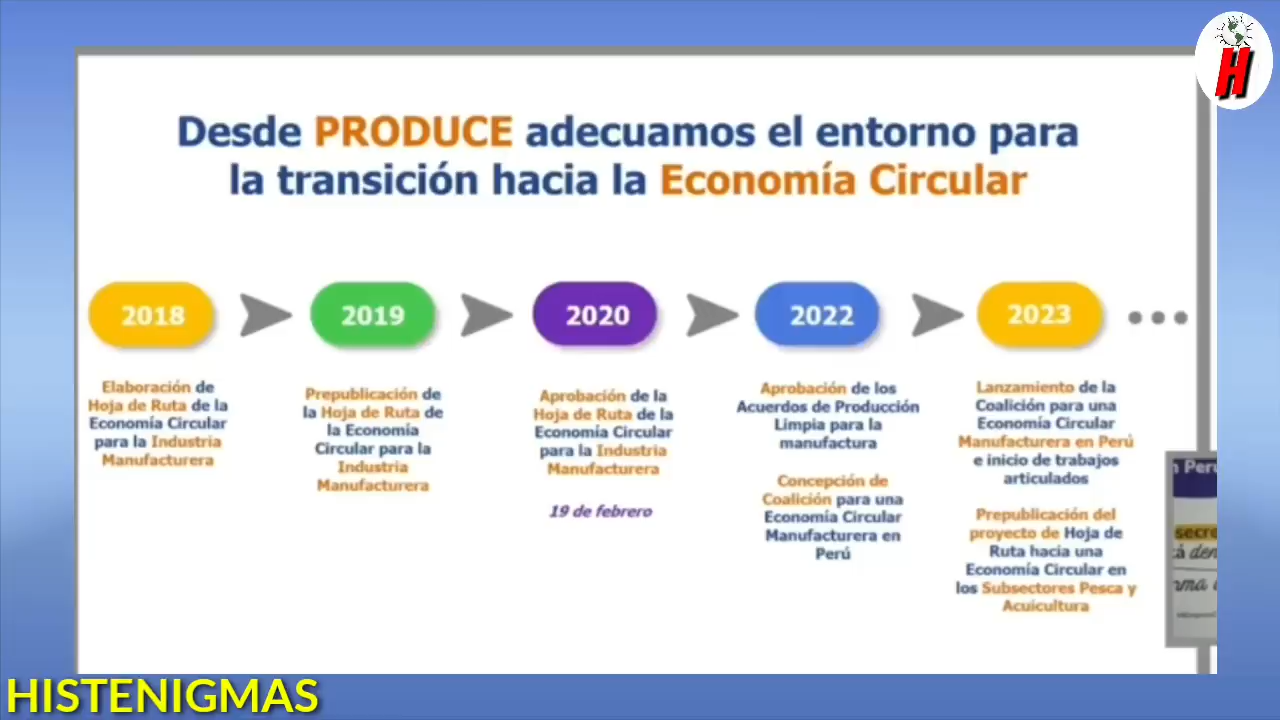 H
Desde PRODUCE adecuamos el entorno para
la transición hacia la Economía Circular
2018
2019
2020
2022
2023
Elaboración de
Hoja de Ruta de la
Economía Circular
para la Industria
Manufacturera
Prepublicación de
la Hoja de Ruta de
la Economía
Circular para la
Industria
Manufacturera
Aprobación de la
Hoja de Ruta de la
Economía Circular
para la Industria
Manufacturera
19 de febrero
Aprobación de los
Acuerdos de Producción
Limpia para la
manufactura
Concepción de
Coalición para una
Economía Circular
Manufacturera en
Perú
Lanzamiento de la
Coalición para una
Economía Circular
Manufacturera en Perú
e inicio de trabajos
articulados
Prepublicación del
proyecto de Hoja de
Ruta hacia una
Economía Circular en
los Subsectores Pesca y
Acuicultura
n Peru
secre
HISTENIGMAS